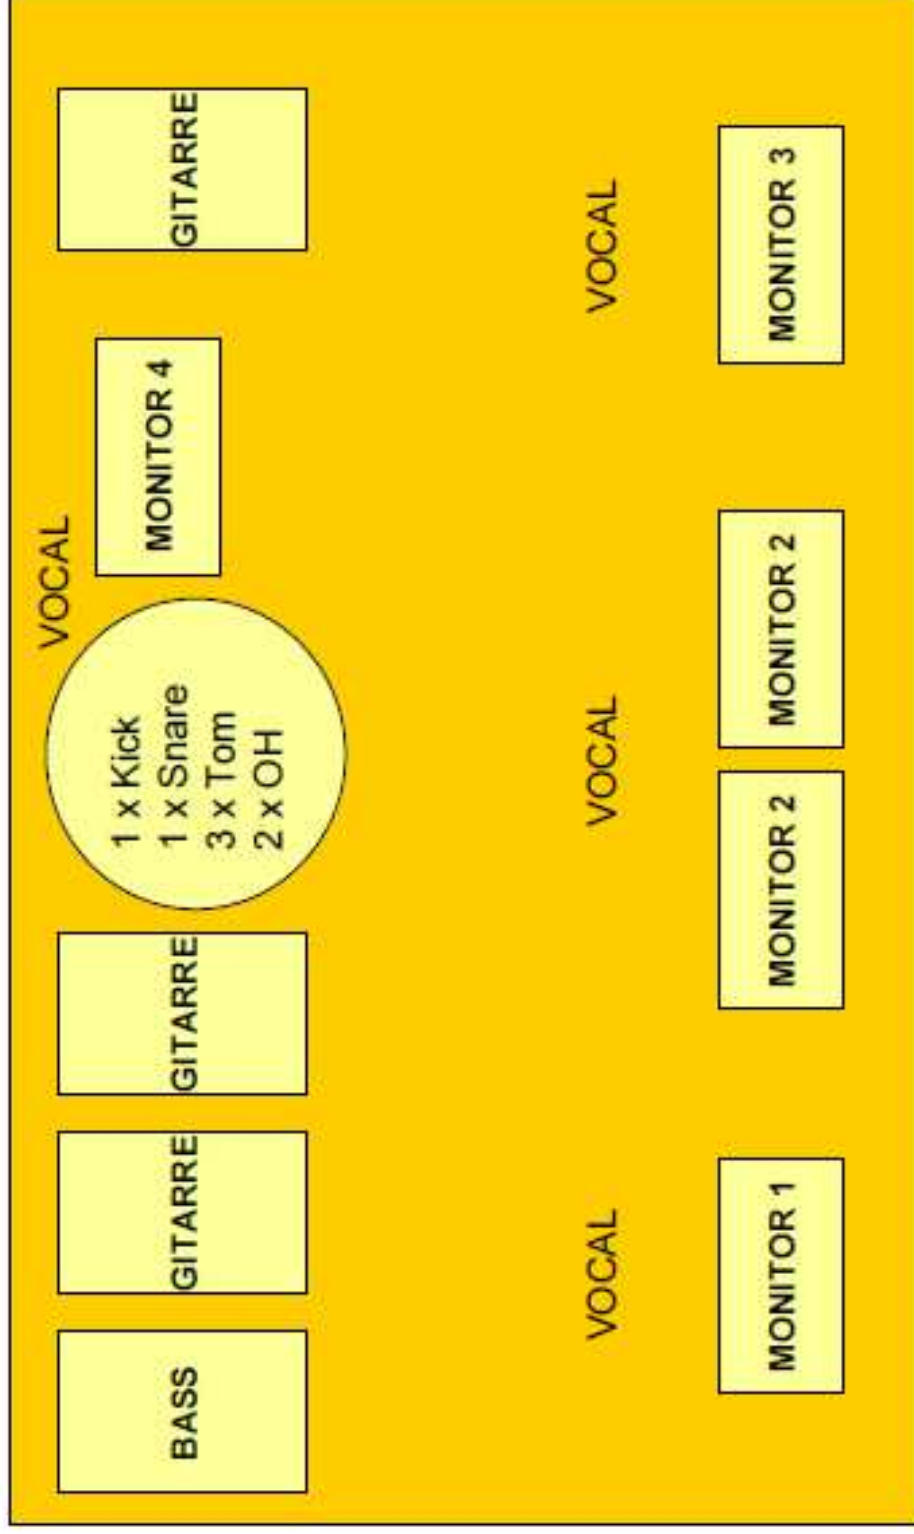 VOCAL
BASS
GITARRE
GITARRE
1 x Kick
1 x Snare
3 x Tom
2 x OH
MONITOR 4
GITARRE
VOCAL
VOCAL
VOCAL
MONITOR 1
MONITOR 2
MONITOR 2
MONITOR 3